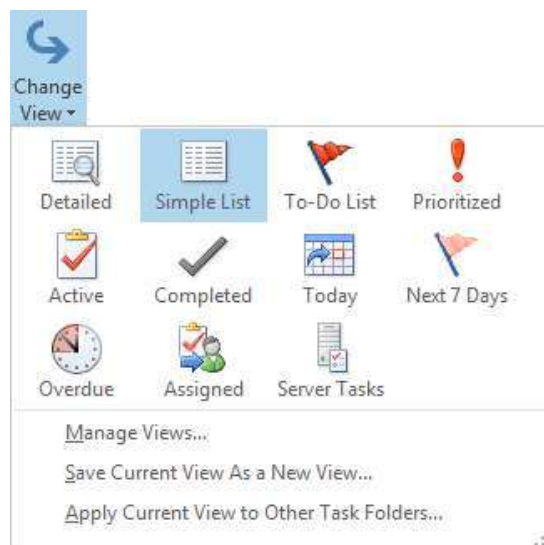 Change
View
Detailed Simple List To-Do List Prioritized
Active Completed Today Next 7 Days
Overdue Assigned Server Tasks
Manage Views...
Save Current View As a New View...
Apply Current View to Other Task Folders...